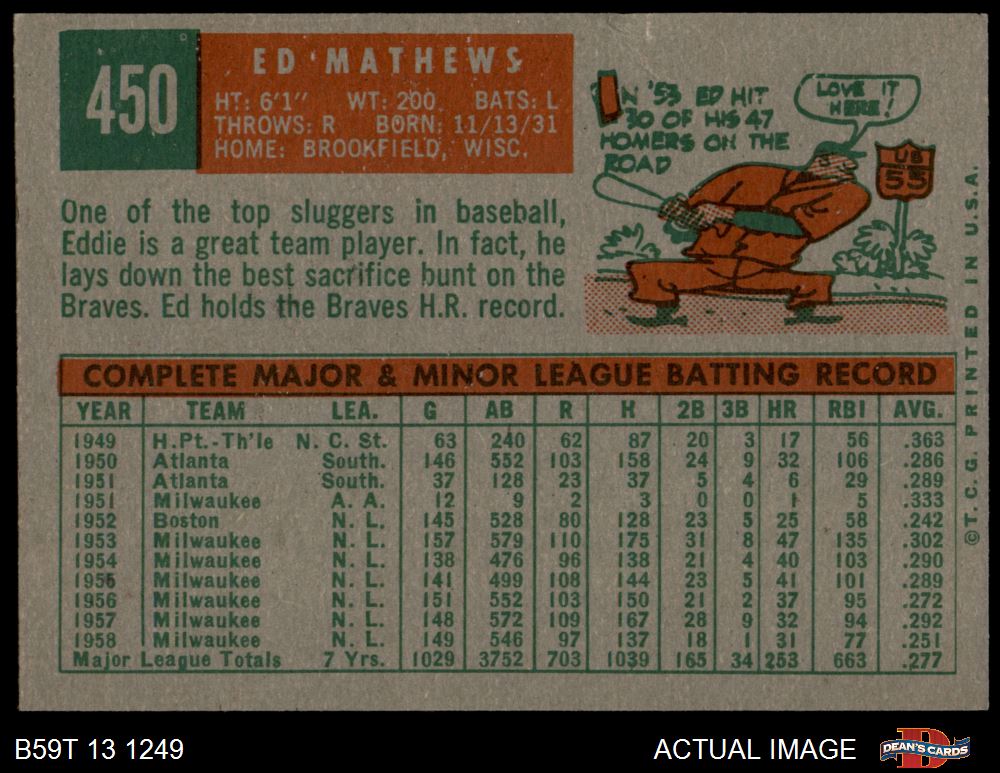 450
ED MATHEWS
HT: 6'1" WT: 200. BATS: L
THROWS: R BORN: 11/13/31
HOME: BROOKFIELD, WISC.
One of the top sluggers in baseball,
Eddie is a great team player. In fact, he
lays down the best sacrifice bunt on the
Braves. Ed holds the Braves H.R. record.
IN '53 ED HIT
30 OF HIS 47
HOMERS ON THE
ROAD
LOVE IT
HERE!
US
55
COMPLETE MAJOR & MINOR LEAGUE BATTING RECORD
YEAR TEAM LEA. G AB R H 2B 3B HR RBI AVG.
1949 H.Pt.-Th'le N. C. St. 63 240 62 87 20 3 17 56 .363
1950 Atlanta South. 146 552 103 158 24 9 32 106 .286
1951 Atlanta South. 37 128 23 37 5 4 6 29 .289
1951 Milwaukee A. A. 12 9 2 3 0 0 1 5 .333
1952 Boston N. L. 145 528 80 128 23 5 25 58 .242
1953 Milwaukee N. L. 157 579 110 175 31 8 47 135 .302
1954 Milwaukee N. L. 138 476 96 138 21 4 40 103 .290
1955 Milwaukee N. L. 141 499 108 144 23 5 41 101 .289
1956 Milwaukee N. L. 151 552 103 150 21 2 37 95 .272
1957 Milwaukee N. L. 148 572 109 167 28 9 32 94 .292
1958 Milwaukee N. L. 149 546 97 137 18 1 31 77 .251
Major League Totals 7 Yrs. 1029 3752 703 1039 165 34 253 663 .277
©T. C. G. PRINTED IN U.S.A.
B59T 13 1249
ACTUAL IMAGE
DEAN'S CARDS